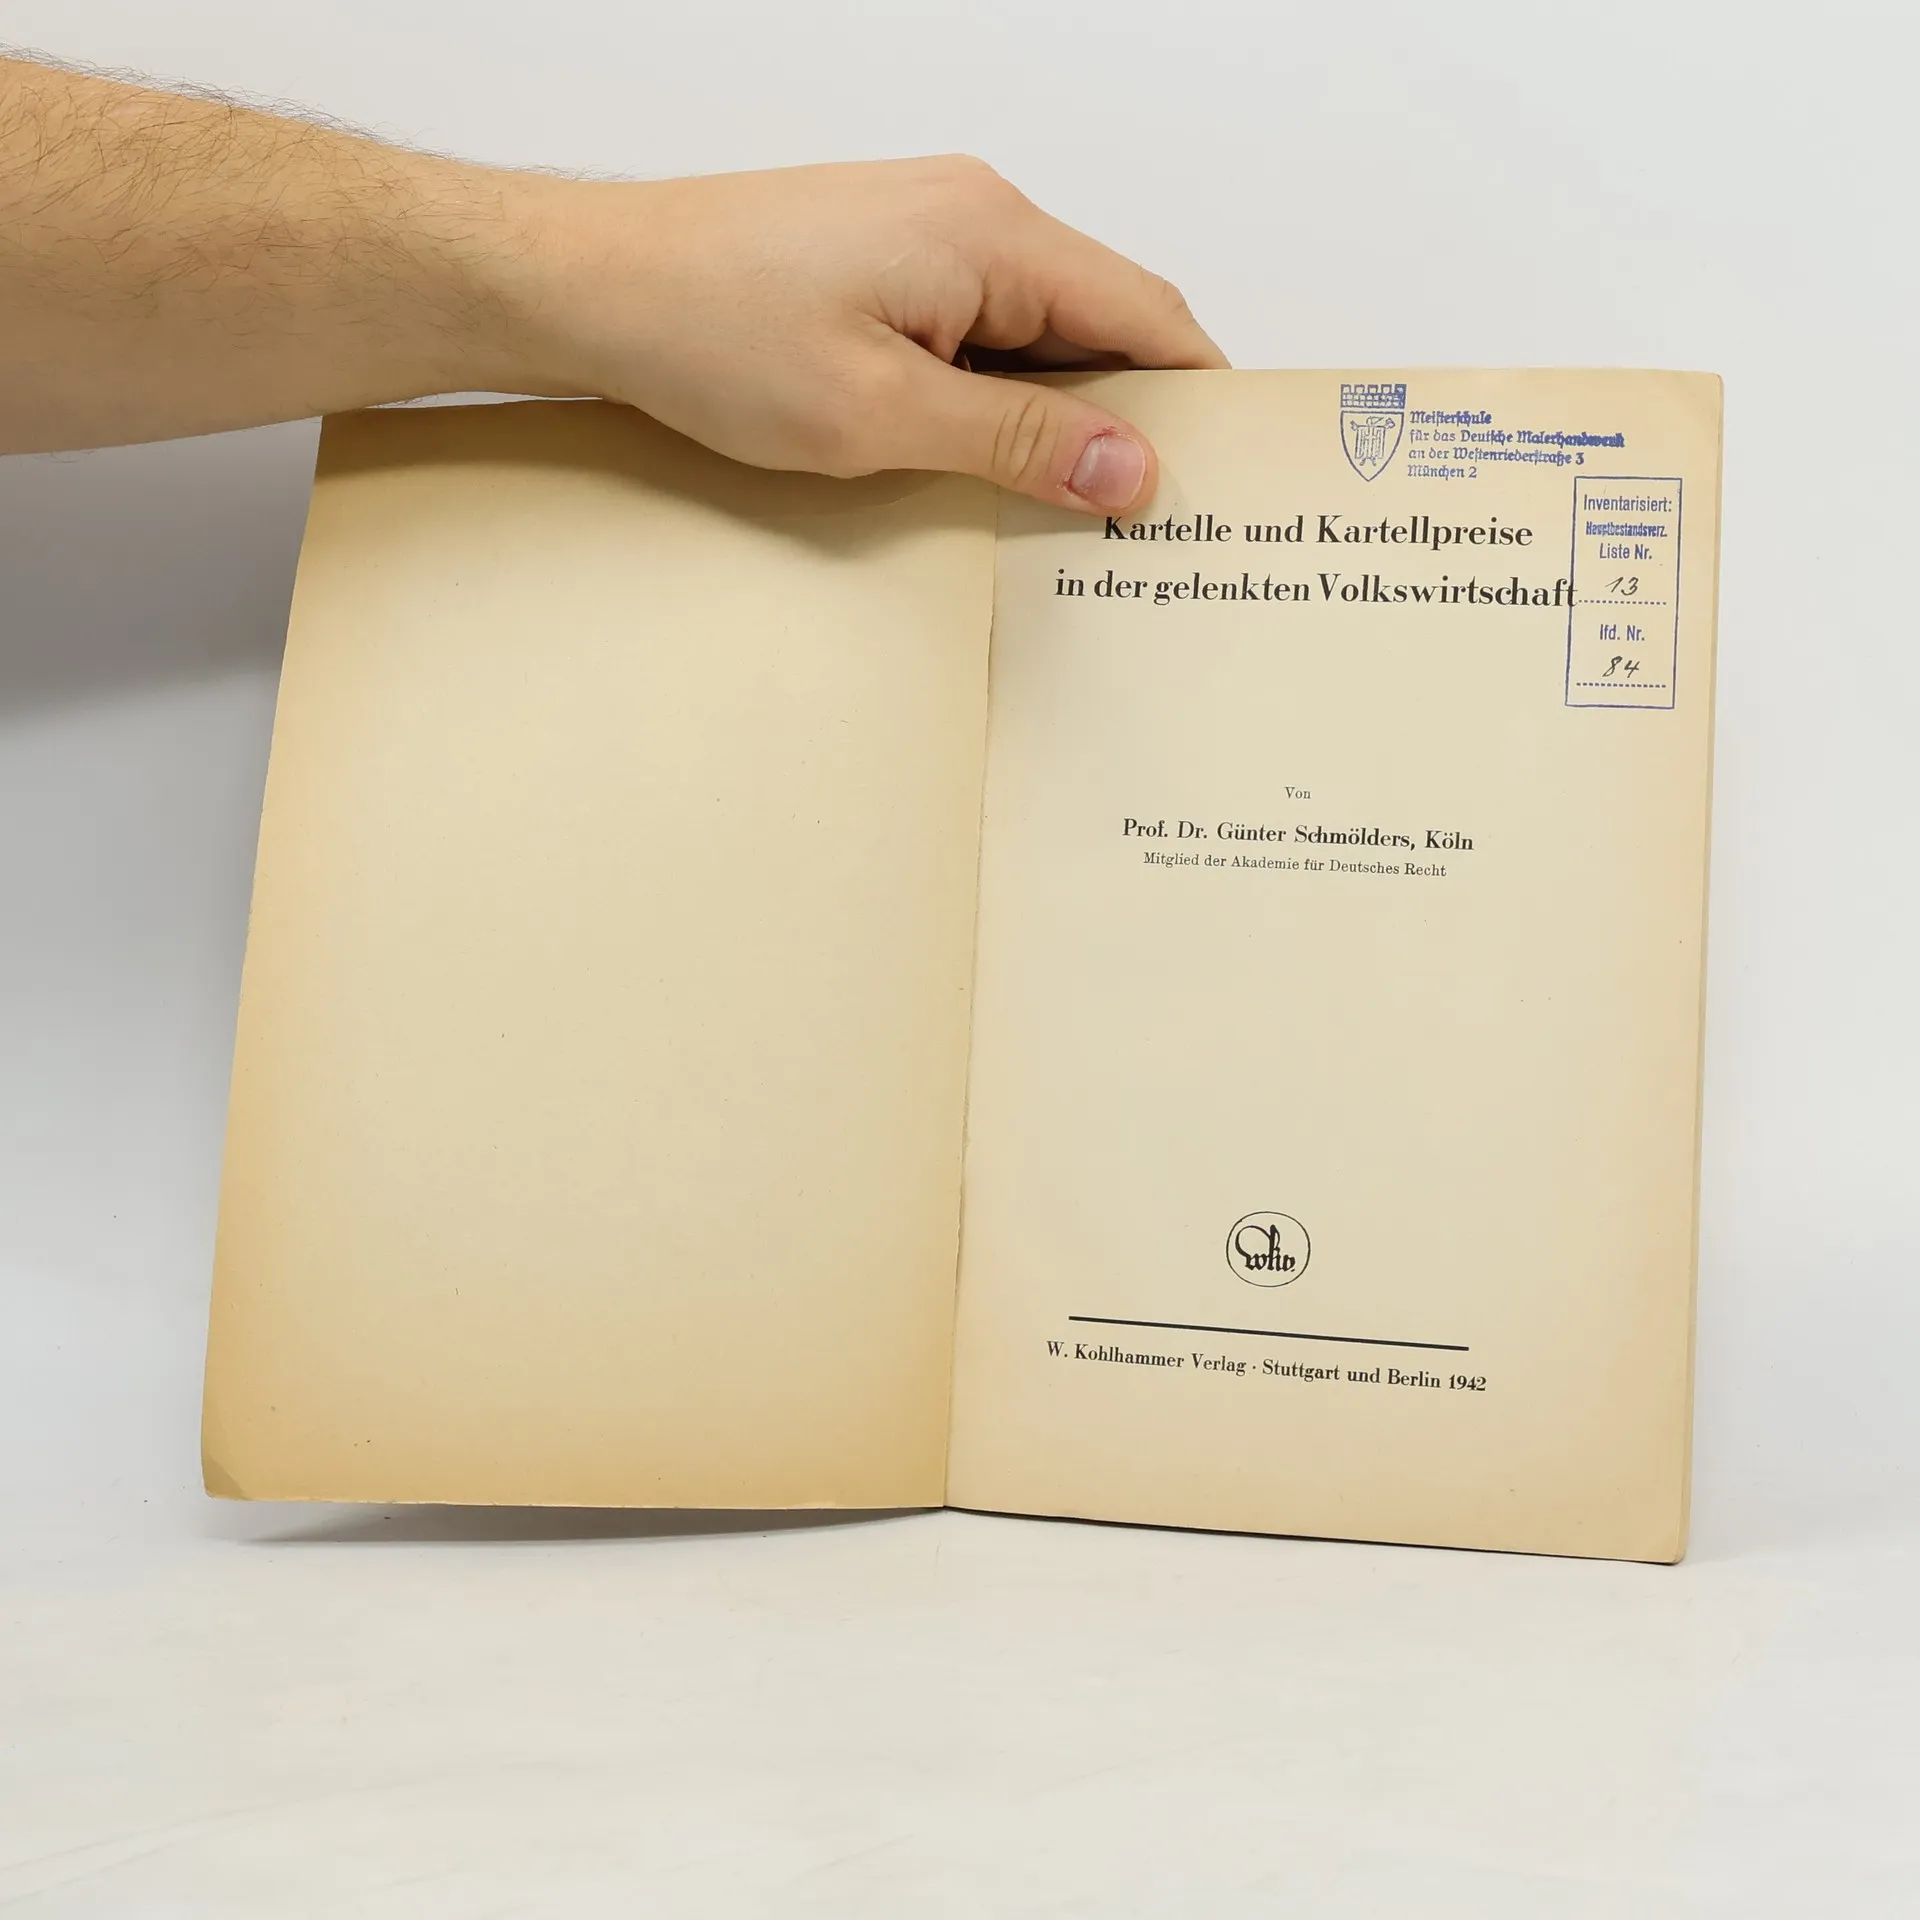 Meisterschule
für das Deutsche Malerhandwerk
an der Westenriederstraße 3
München 2
Inventarisiert:
Hauptbestandsverz.
Liste Nr.
13
lfd. Nr.
84
Kartelle und Kartellpreise
in der gelenkten Volkswirtschaft
Von
Prof. Dr. Günter Schmölders, Köln
Mitglied der Akademie für Deutsches Recht
wkv.
W. Kohlhammer Verlag · Stuttgart und Berlin 1942